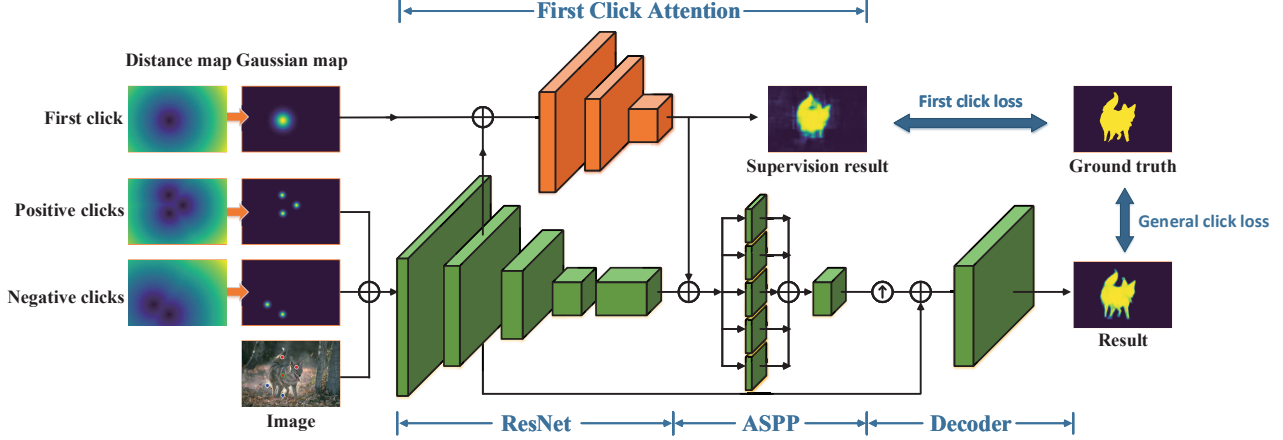 First Click Attention
Distance map Gaussian map
First click
First click loss
Supervision result
Ground truth
Positive clicks
General click loss
Negative clicks
Result
Image
ResNet
ASPP
Decoder